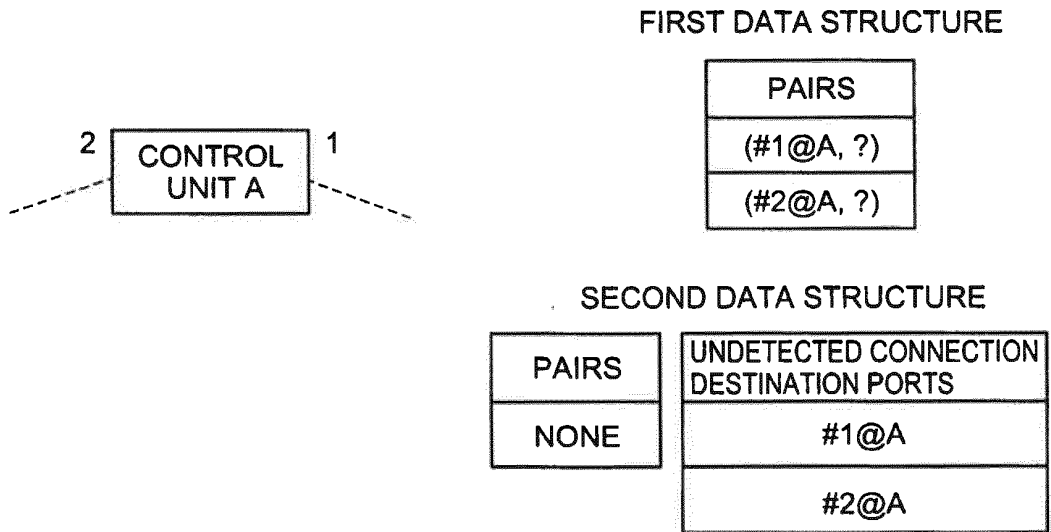 FIRST DATA STRUCTURE
PAIRS
(#1@A, ?)
(#2@A, ?)
2
CONTROL
UNIT A
1
SECOND DATA STRUCTURE
PAIRS
NONE
UNDETECTED CONNECTION
DESTINATION PORTS
#1@A
#2@A